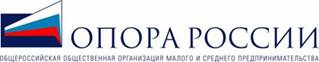 ОПОРА РОССИИ
ОБЩЕРОССИЙСКАЯ ОБЩЕСТВЕННАЯ ОРГАНИЗАЦИЯ МАЛОГО И СРЕДНЕГО ПРЕДПРИНИМАТЕЛЬСТВА